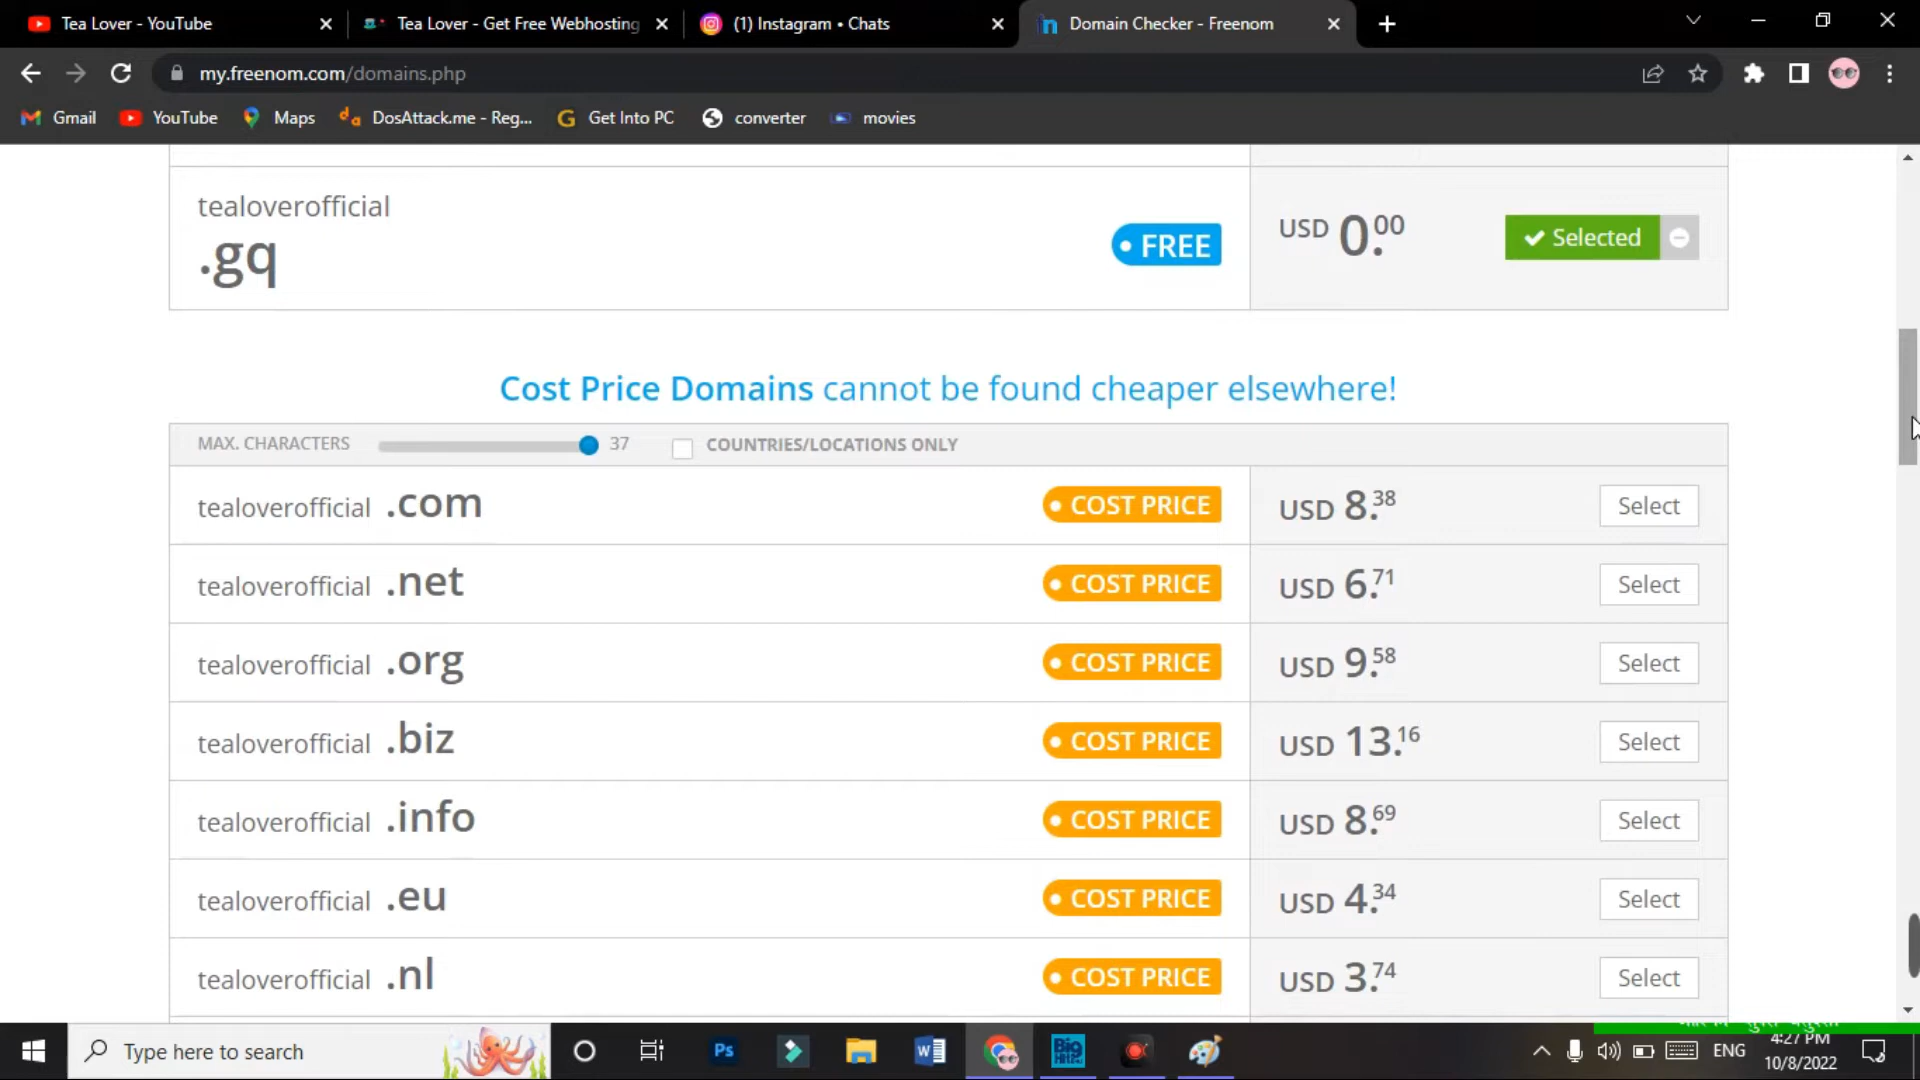 Tea Lover - YouTube
Tea Lover - Get Free Webhosting
(1) Instagram • Chats
Domain Checker - Freenom
my.freenom.com/domains.php
Gmail
YouTube
Maps
DosAttack.me - Reg...
Get Into PC
converter
movies
tealoverofficial
.gq
FREE
USD 0.00
Selected
Cost Price Domains cannot be found cheaper elsewhere!
MAX. CHARACTERS 37 COUNTRIES/LOCATIONS ONLY
tealoverofficial .com COST PRICE USD 8.38 Select
tealoverofficial .net COST PRICE USD 6.71 Select
tealoverofficial .org COST PRICE USD 9.58 Select
tealoverofficial .biz COST PRICE USD 13.16 Select
tealoverofficial .info COST PRICE USD 8.69 Select
tealoverofficial .eu COST PRICE USD 4.34 Select
tealoverofficial .nl COST PRICE USD 3.74 Select
Type here to search
Ps
Big
ENG
4:27 PM
10/8/2022